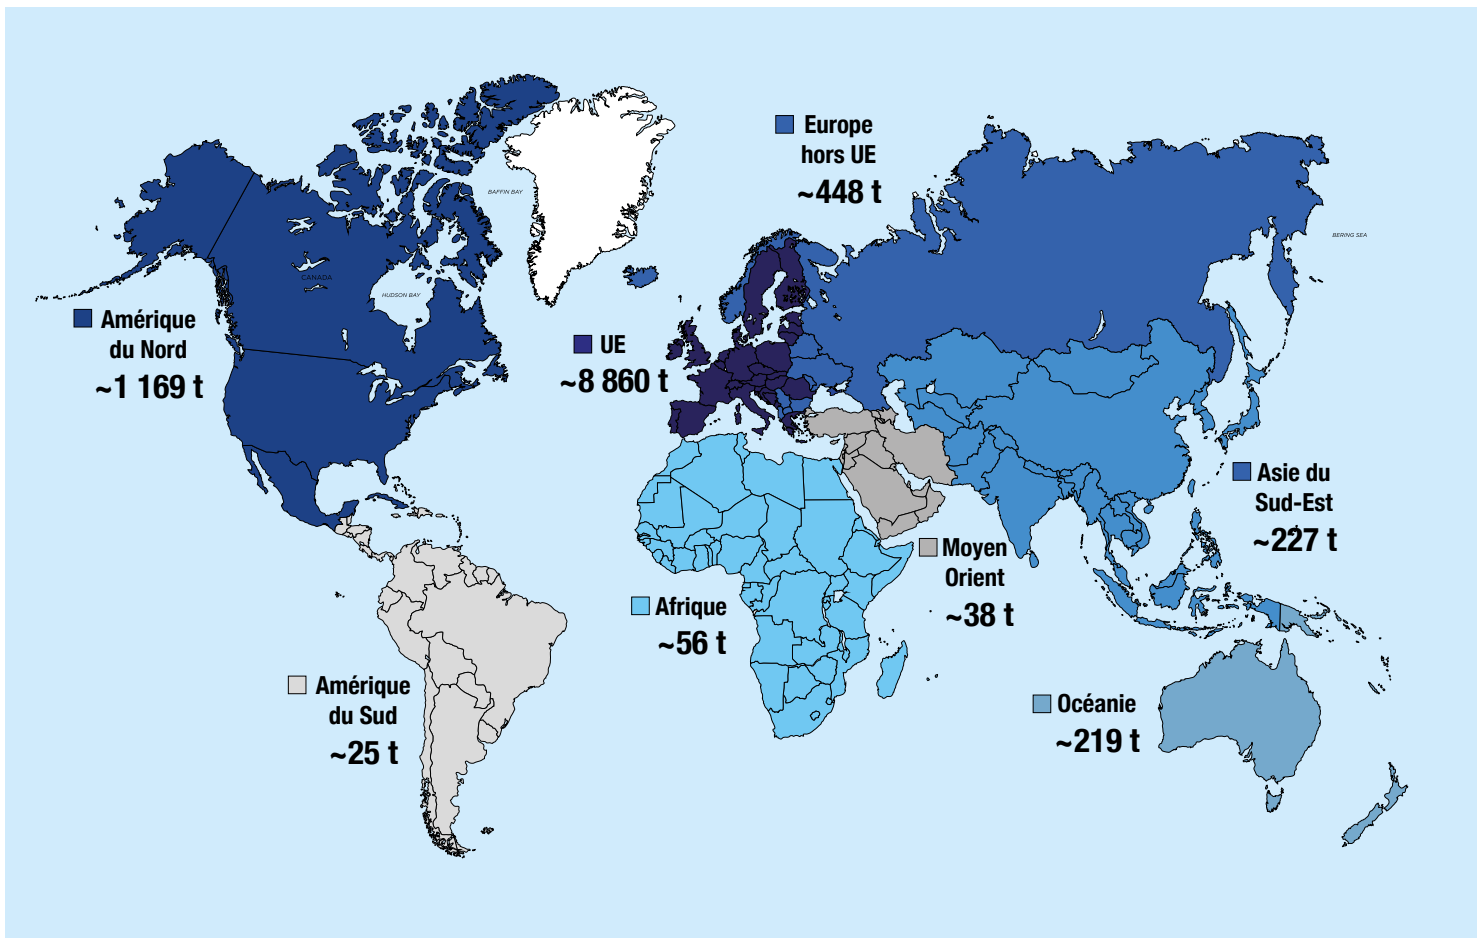 BAFFIN BAY
CANADA
HUDSON BAY
BERING SEA
Europe
hors UE
~448 t
Amérique
du Nord
~1 169 t
UE
~8 860 t
Asie du
Sud-Est
~227 t
Moyen
Orient
~38 t
Afrique
~56 t
Amérique
du Sud
~25 t
Océanie
~219 t